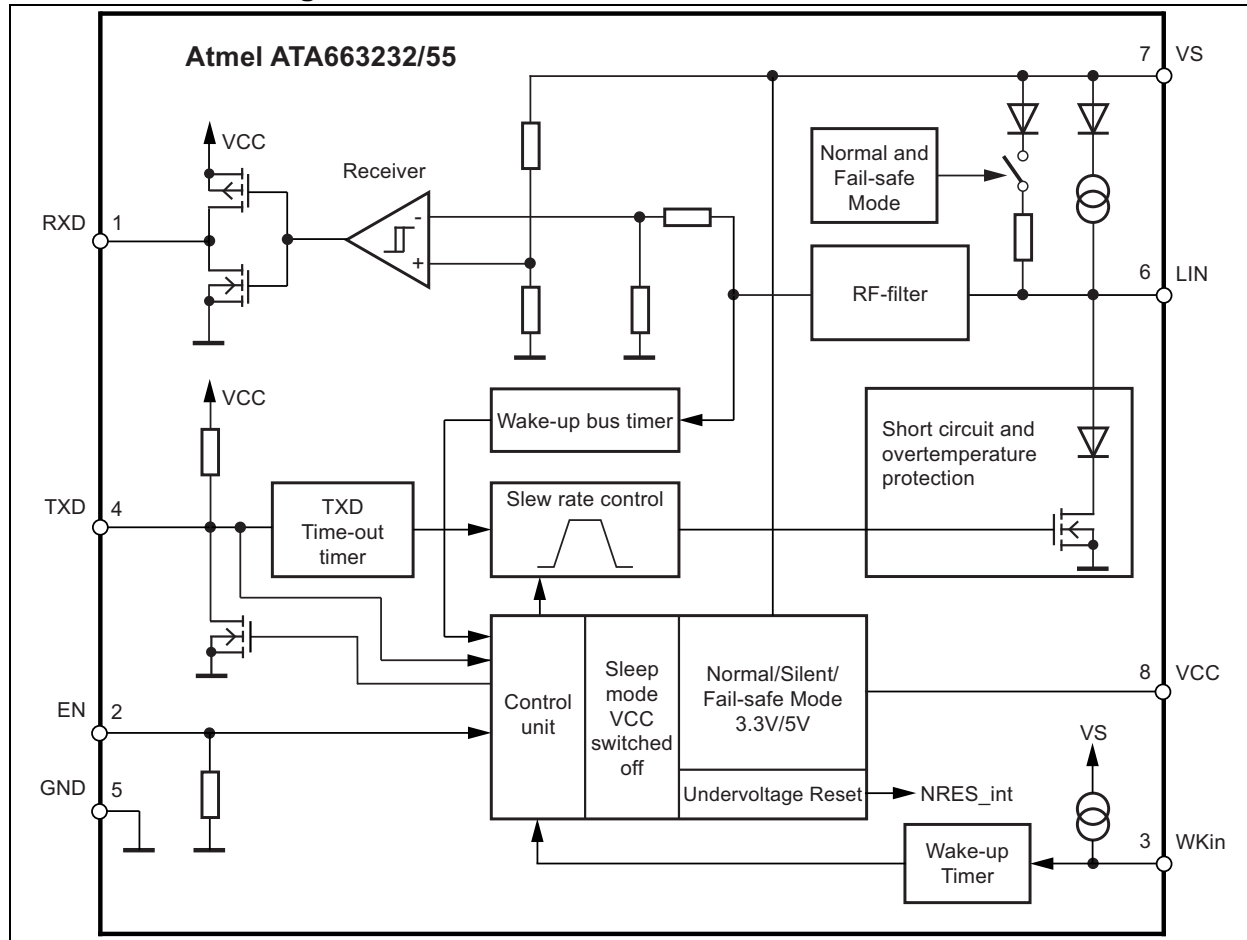 Atmel ATA663232/55
7 VS
VCC
Receiver
Normal and
Fail-safe
Mode
RXD 1
-
+
RF-filter
6 LIN
VCC
Wake-up bus timer
Short circuit and
overtemperature
protection
TXD 4
TXD
Time-out
timer
Slew rate control
Control
unit
Sleep
mode
VCC
switched
off
Normal/Silent/
Fail-safe Mode
3.3V/5V
8 VCC
EN 2
Undervoltage Reset
NRES_int
VS
GND 5
Wake-up
Timer
3 WKin